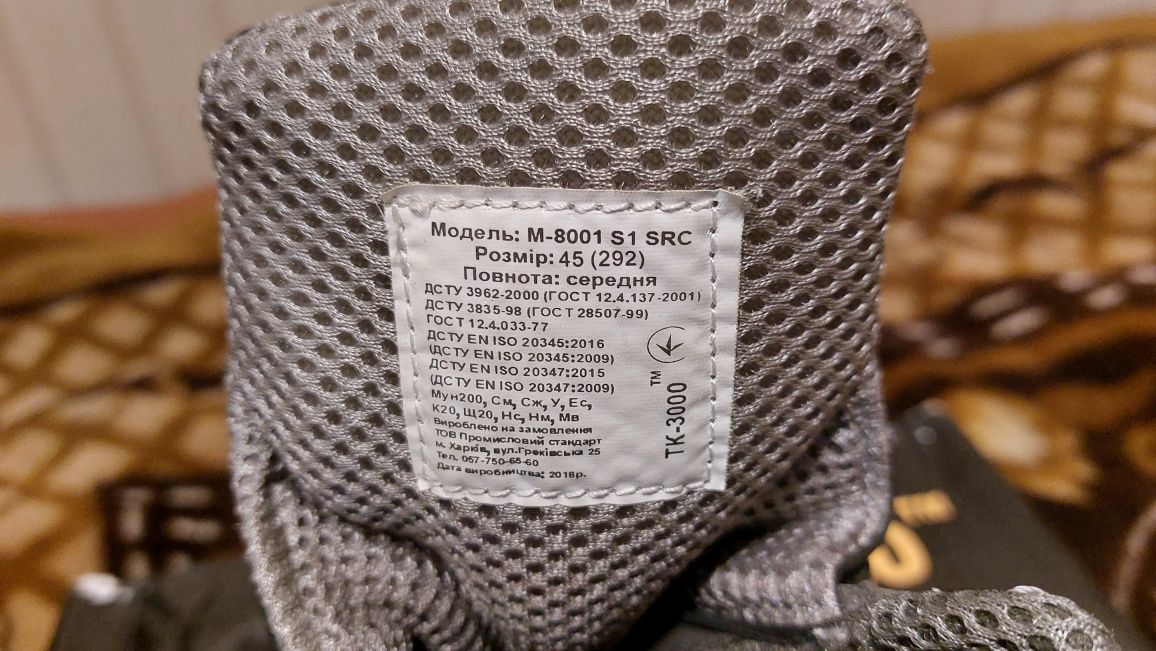 Модель: М-8001 S1 SRC
Розмір: 45 (292)
Повнота: середня
ДСТУ 3962-2000 (ГОСТ 12.4.137-2001)
ДСТУ 3835-98 (ГОСТ 28507-99)
ГОСТ 12.4.033-77
ДСТУ EN ISO 20345:2016
(ДСТУ EN ISO 20345:2009)
ДСТУ EN ISO 20347:2015
(ДСТУ EN ISO 20347:2009)
Мун200, См, Сж, У, Ес,
К20, Щ20, Нс, Нм, Мв
Вироблено на замовлення
ТОВ Промисловий стандарт
м. Харків, вул.Греківська 25
Тел. 057-750-65-60
Дата виробництва: 2018р.
ТК-3000™
™